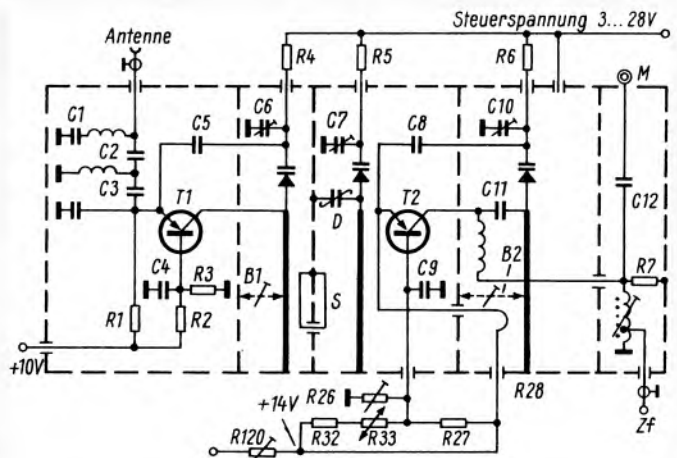 Steuerspannung 3...28V
Antenne
R4
R5
R6
M
C1
C5
C6
C7
C8
C10
C2
C3
T1
D
T2
C11
C12
C4
R3
B1
S
C9
B2
R7
R1
R2
+10V
R26
R28
+14V
Zf
R120
R32
R33
R27